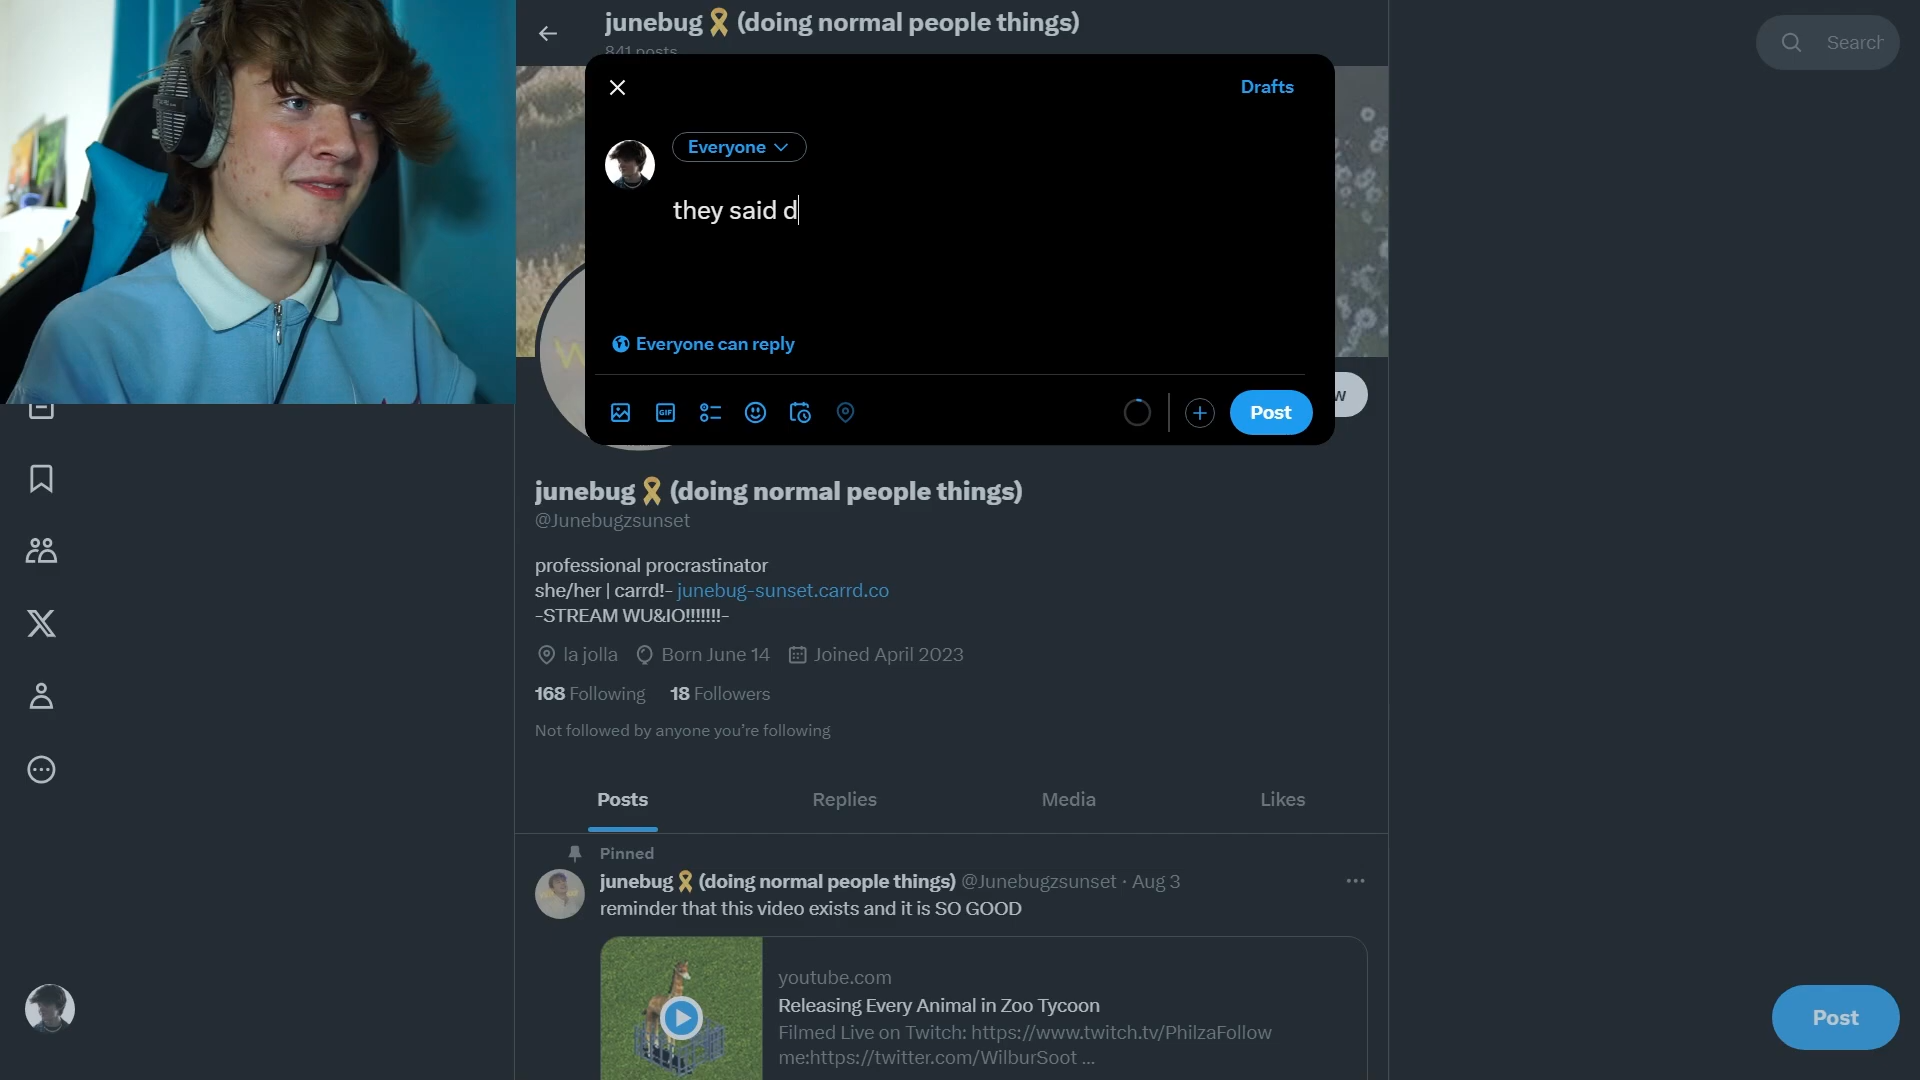 junebug 🎗 (doing normal people things)
841 posts
Search
Drafts
Everyone
they said d
Everyone can reply
GIF
Post
w
junebug 🎗 (doing normal people things)
@Junebugzsunset
professional procrastinator
she/her | carrd!- junebug-sunset.carrd.co
-STREAM WU&IO!!!!!!!-
la jolla Born June 14 Joined April 2023
168 Following 18 Followers
Not followed by anyone you're following
Posts Replies Media Likes
Pinned
junebug 🎗 (doing normal people things) @Junebugzsunset · Aug 3
reminder that this video exists and it is SO GOOD
youtube.com
Releasing Every Animal in Zoo Tycoon
Filmed Live on Twitch: https://www.twitch.tv/PhilzaFollow
me:https://twitter.com/WilburSoot ...
Post